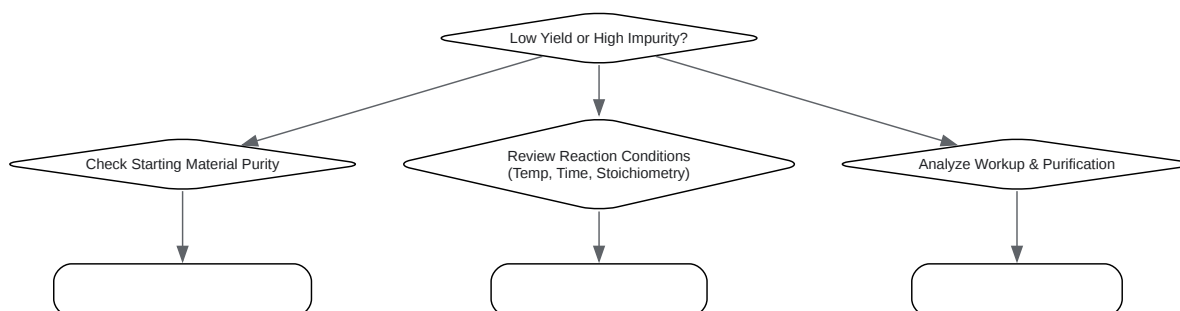 Low Yield or High Impurity?
Check Starting Material Purity
Review Reaction Conditions
(Temp, Time, Stoichiometry)
Analyze Workup & Purification